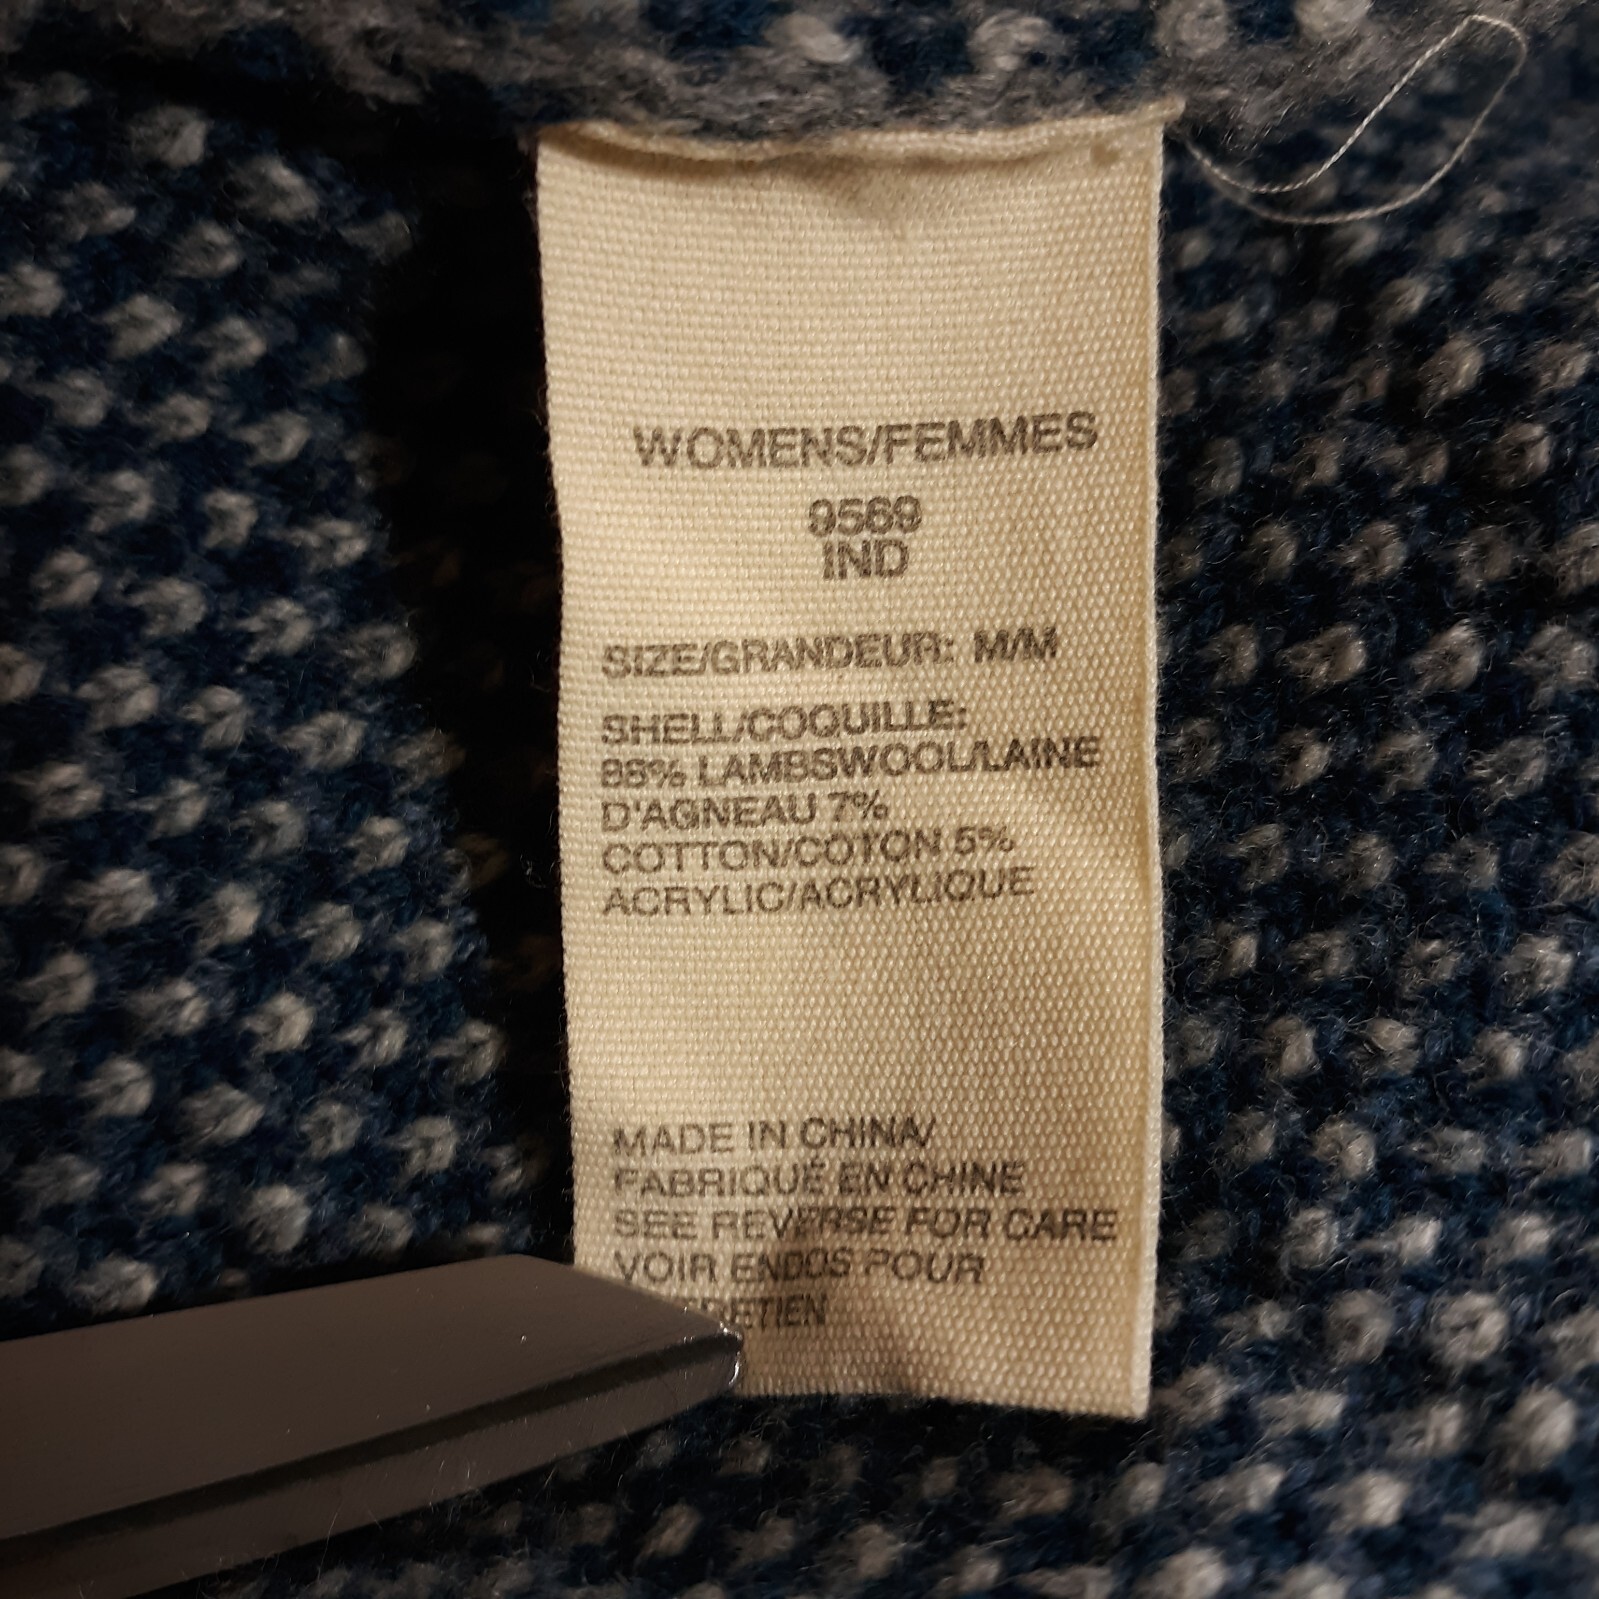 WOMENS/FEMMES
9569
IND
SIZE/GRANDEUR: M/M
SHELL/COQUILLE:
88% LAMBSWOOL/LAINE
D'AGNEAU 7%
COTTON/COTON 5%
ACRYLIC/ACRYLIQUE
MADE IN CHINA/
FABRIQUÉ EN CHINE
SEE REVERSE FOR CARE
VOIR ENDOS POUR